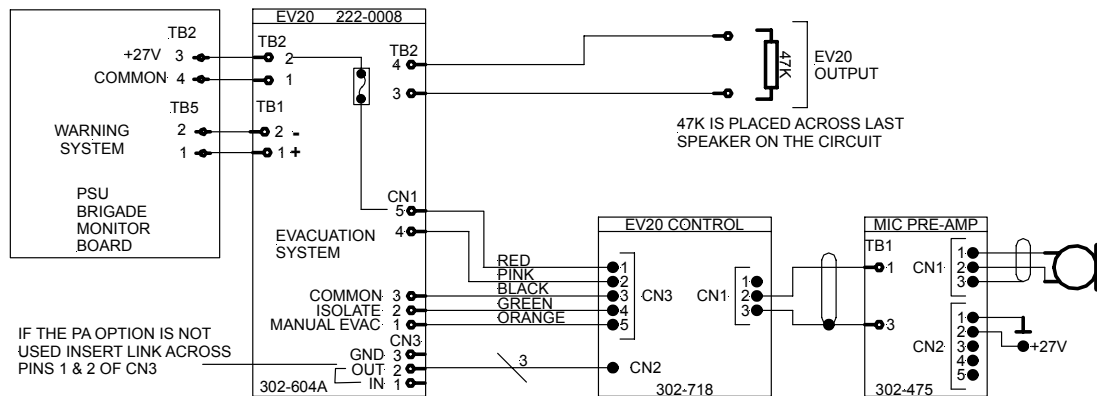 EV20 222-0008
TB2
+27V 3
COMMON 4
TB5
2
1
WARNING
SYSTEM
PSU
BRIGADE
MONITOR
BOARD
TB2
2
1
TB1
2 -
1 +
TB2
4
3
CN1
5
4
EVACUATION
SYSTEM
COMMON 3
ISOLATE 2
MANUAL EVAC 1
CN3
GND 3
OUT 2
IN 1
302-604A
IF THE PA OPTION IS NOT
USED INSERT LINK ACROSS
PINS 1 & 2 OF CN3
47K
EV20
OUTPUT
47K IS PLACED ACROSS LAST
SPEAKER ON THE CIRCUIT
RED
PINK
BLACK
GREEN
ORANGE
3
EV20 CONTROL
1
2
3
4
5
CN3
CN1
1
2
3
CN2
302-718
MIC PRE-AMP
TB1
1
3
CN1
1
2
3
CN2
1
2
3
4
5
+27V
302-475